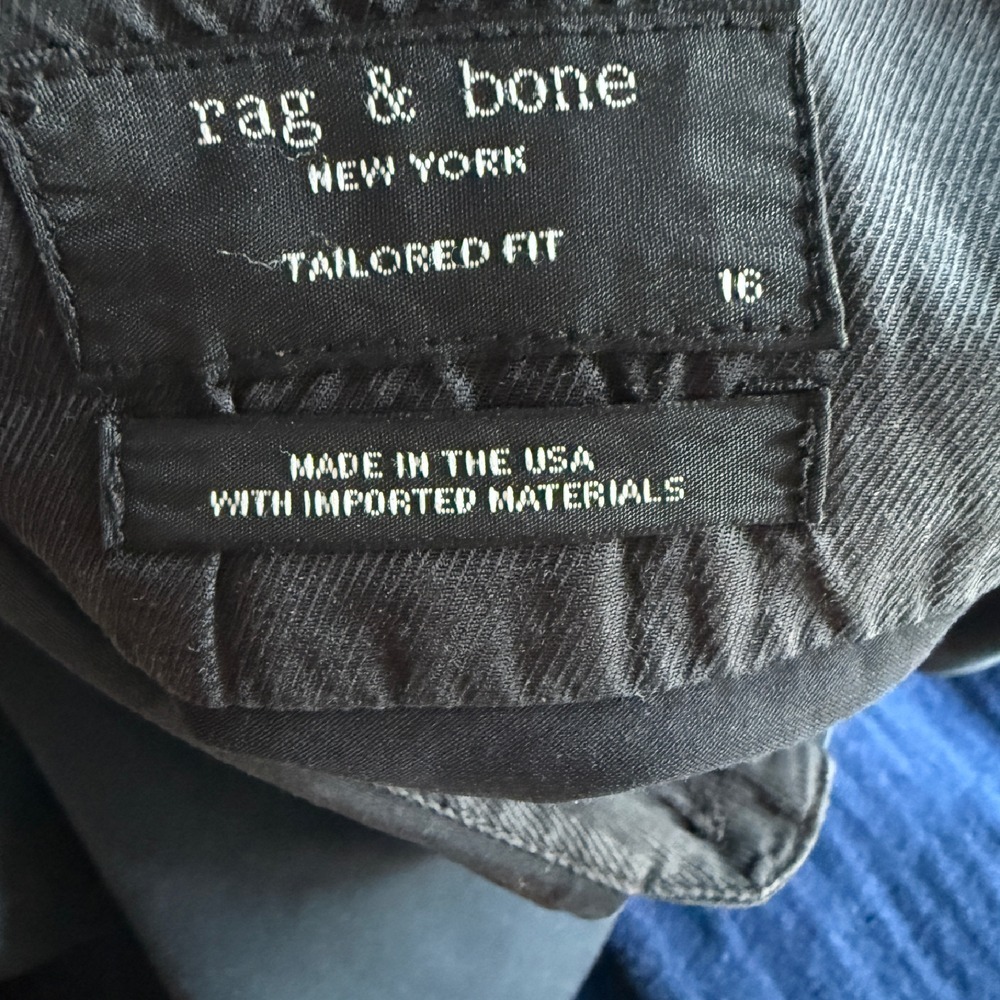 rag & bone
NEW YORK
TAILORED FIT
16
MADE IN THE USA
WITH IMPORTED MATERIALS